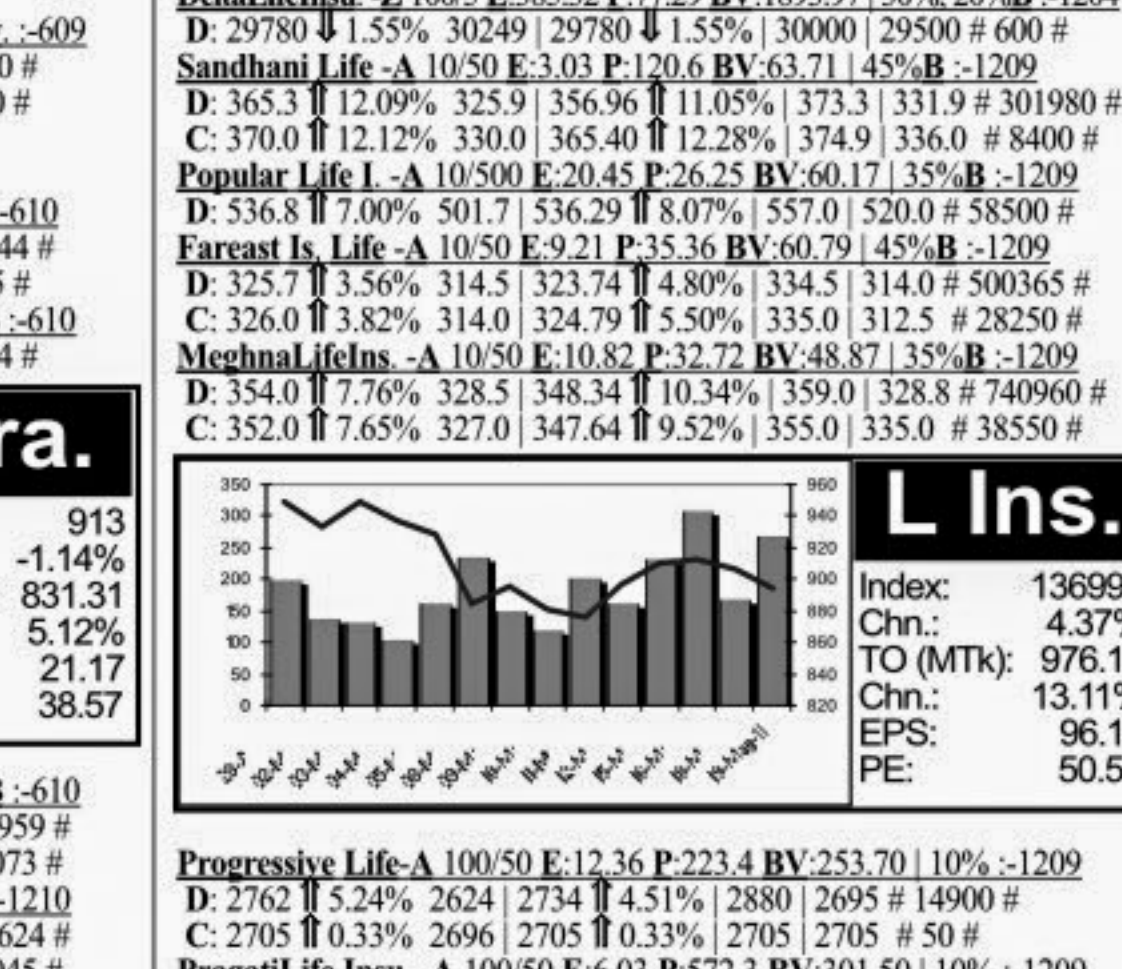 :-609
0 #
0 #
-610
44 #
5 #
:-610
4 #
ra.
913
-1.14%
831.31
5.12%
21.17
38.57
:-610
959 #
073 #
-1210
624 #
D: 29780 ⇓ 1.55% 30249 | 29780 ⇓ 1.55% | 30000 | 29500 # 600 #
Sandhani Life -A 10/50 E:3.03 P:120.6 BV:63.71 | 45%B :-1209
D: 365.3 ⇑ 12.09% 325.9 | 356.96 ⇑ 11.05% | 373.3 | 331.9 # 301980 #
C: 370.0 ⇑ 12.12% 330.0 | 365.40 ⇑ 12.28% | 374.9 | 336.0 # 8400 #
Popular Life I. -A 10/500 E:20.45 P:26.25 BV:60.17 | 35%B :-1209
D: 536.8 ⇑ 7.00% 501.7 | 536.29 ⇑ 8.07% | 557.0 | 520.0 # 58500 #
Fareast Is. Life -A 10/50 E:9.21 P:35.36 BV:60.79 | 45%B :-1209
D: 325.7 ⇑ 3.56% 314.5 | 323.74 ⇑ 4.80% | 334.5 | 314.0 # 500365 #
C: 326.0 ⇑ 3.82% 314.0 | 324.79 ⇑ 5.50% | 335.0 | 312.5 # 28250 #
MeghnaLifeIns. -A 10/50 E:10.82 P:32.72 BV:48.87 | 35%B :-1209
D: 354.0 ⇑ 7.76% 328.5 | 348.34 ⇑ 10.34% | 359.0 | 328.8 # 740960 #
C: 352.0 ⇑ 7.65% 327.0 | 347.64 ⇑ 9.52% | 355.0 | 335.0 # 38550 #
350 960
300 940
250 920
200 900
150 880
100 860
50 840
0 820
L Ins.
Index: 13699
Chn.: 4.37%
TO (MTk): 976.1
Chn.: 13.11%
EPS: 96.1
PE: 50.5
Progressive Life-A 100/50 E:12.36 P:223.4 BV:253.70 | 10% :-1209
D: 2762 ⇑ 5.24% 2624 | 2734 ⇑ 4.51% | 2880 | 2695 # 14900 #
C: 2705 ⇑ 0.33% 2696 | 2705 ⇑ 0.33% | 2705 | 2705 # 50 #